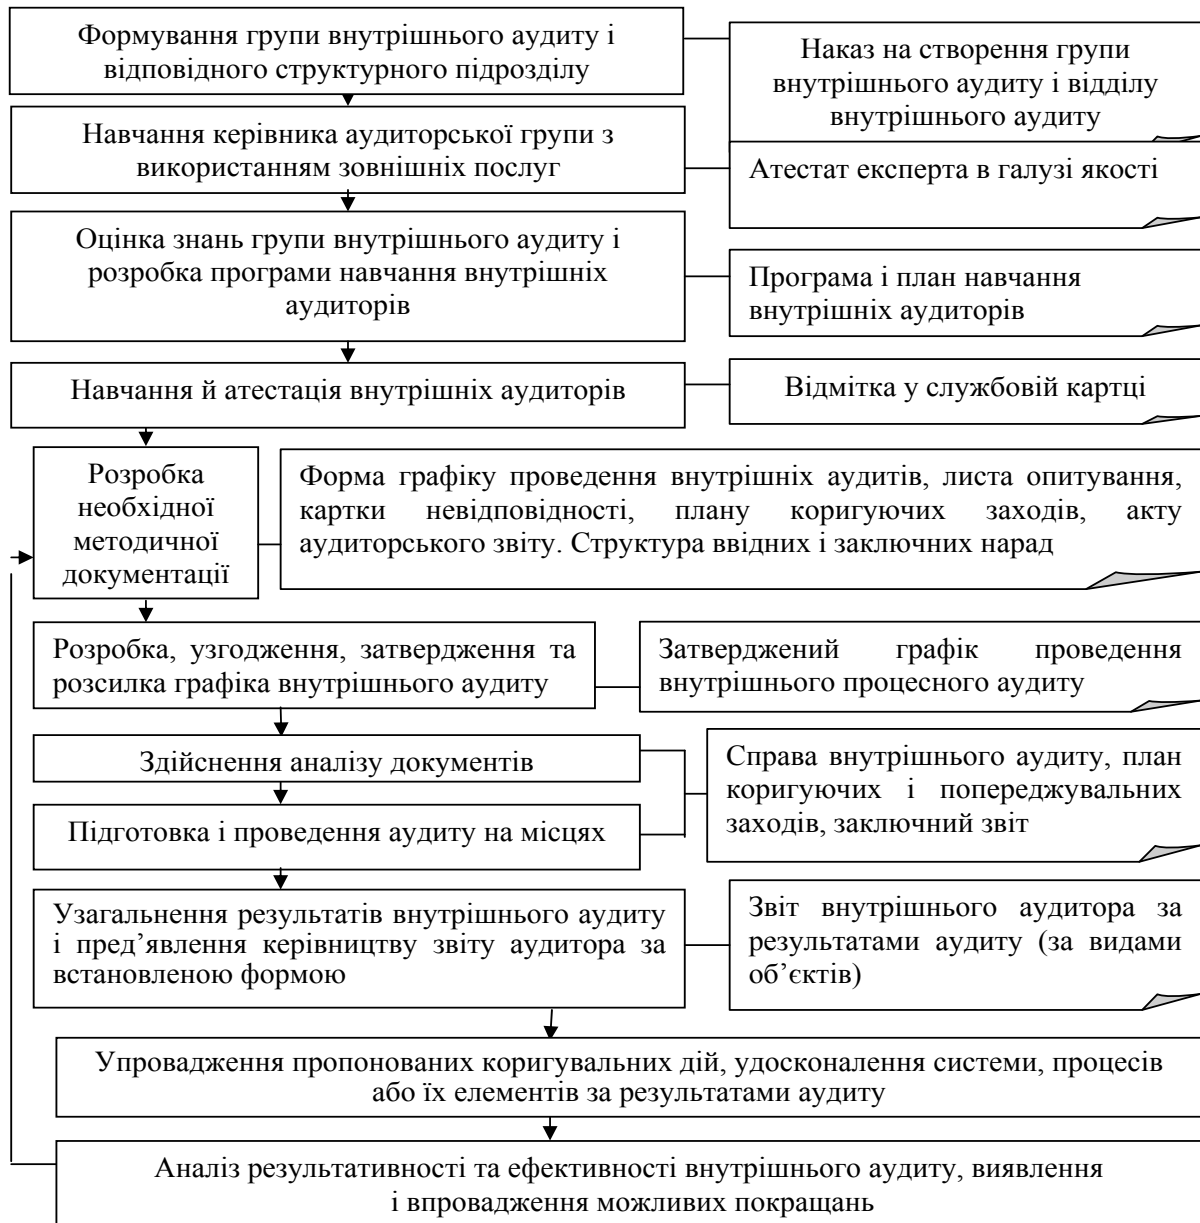 Формування групи внутрішнього аудиту і
відповідного структурного підрозділу
Наказ на створення групи
внутрішнього аудиту і відділу
внутрішнього аудиту
Навчання керівника аудиторської групи з
використанням зовнішніх послуг
Атестат експерта в галузі якості
Оцінка знань групи внутрішнього аудиту і
розробка програми навчання внутрішніх
аудиторів
Програма і план навчання
внутрішніх аудиторів
Навчання й атестація внутрішніх аудиторів
Відмітка у службовій картці
Розробка
необхідної
методичної
документації
Форма графіку проведення внутрішніх аудитів, листа опитування,
картки невідповідності, плану коригуючих заходів, акту
аудиторського звіту. Структура ввідних і заключних нарад
Розробка, узгодження, затвердження та
розсилка графіка внутрішнього аудиту
Затверджений графік проведення
внутрішнього процесного аудиту
Здійснення аналізу документів
Підготовка і проведення аудиту на місцях
Справа внутрішнього аудиту, план
коригуючих і попереджувальних
заходів, заключний звіт
Узагальнення результатів внутрішнього аудиту
і пред’явлення керівництву звіту аудитора за
встановленою формою
Звіт внутрішнього аудитора за
результатами аудиту (за видами
об’єктів)
Упровадження пропонованих коригувальних дій, удосконалення системи, процесів
або їх елементів за результатами аудиту
Аналіз результативності та ефективності внутрішнього аудиту, виявлення
і впровадження можливих покращань